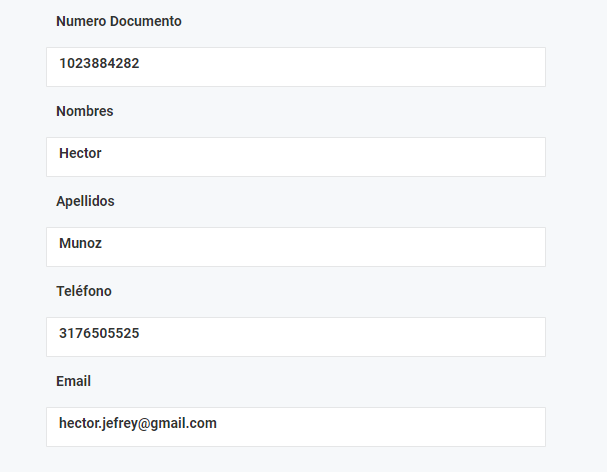 Numero Documento
1023884282
Nombres
Hector
Apellidos
Munoz
Teléfono
3176505525
Email
hector.jefrey@gmail.com